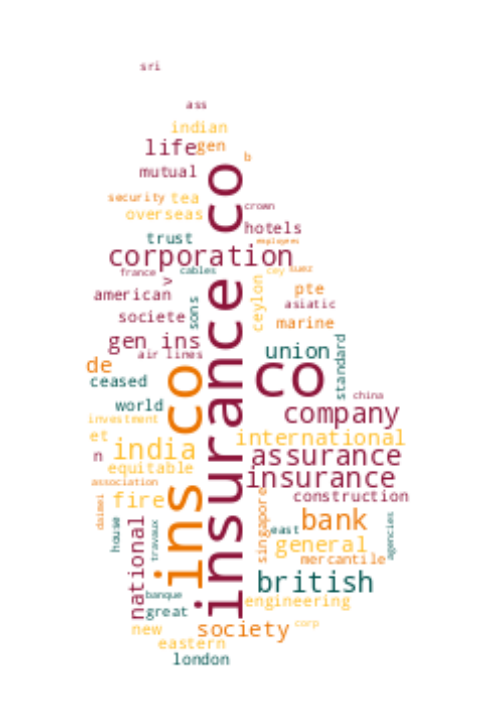 sri
ass
indian
life gen
b
mutual
security tea
crown
overseas
hotels
trust
employees
corporation
france cables cey suez
v
american
ceylon
pte
asiatic
sons
societe
marine
gen ins
air lines
union
standard
de
ceased
co
insurance co
ins co
china
world
company
investment
et
international
india
n
assurance
equitable
insurance
association
construction
fire
singapore
daimei
house
travaux
national
east
bank
agencies
general
mercantile
british
banque
great
engineering
new
society
corp
eastern
london